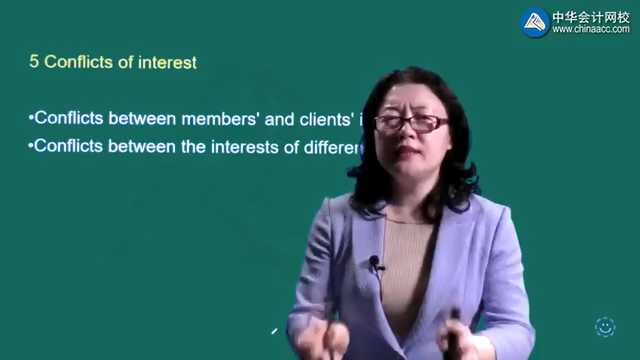 中华会计网校
www.chinaacc.com
5 Conflicts of interest
•Conflicts between members' and clients' i
•Conflicts between the interests of differen